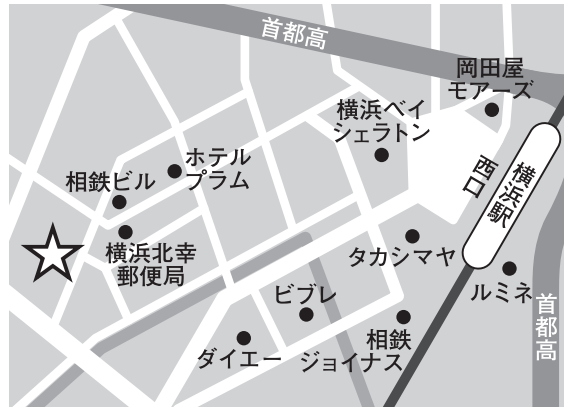 首都高
岡田屋
モアーズ
横浜ベイ
シェラトン
ホテル
プラム
相鉄ビル
横浜駅
西口
横浜北幸
郵便局
タカシマヤ
ルミネ
ビブレ
首都高
相鉄
ジョイナス
ダイエー